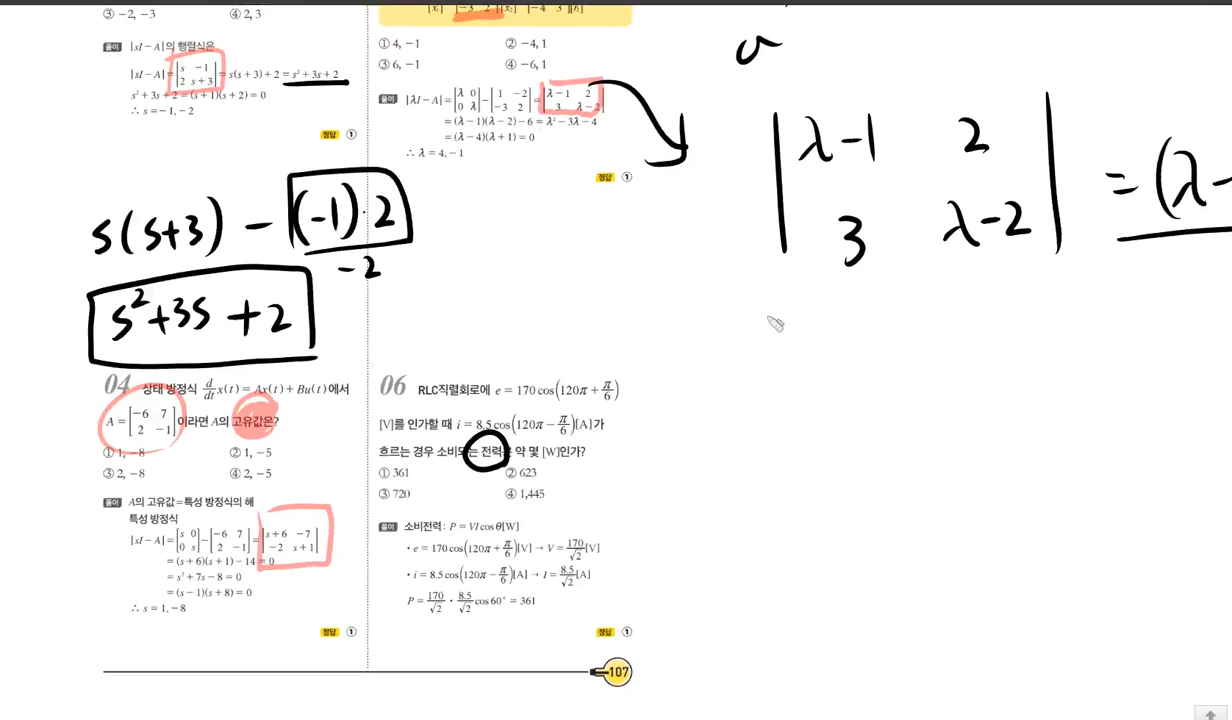 ③ -2, -3 ④ 2, 3
풀이 |sI-A|의 행렬식은
|sI-A| = |s -1
2 s+3| = s(s+3)+2 = s²+3s+2
s²+3s+2 = (s+1)(s+2) = 0
∴ s = -1, -2
정답 ①
s(s+3) - (-1)·2
-2
s²+3s+2
04 상태 방정식 d/dt x(t) = Ax(t)+Bu(t)에서
A = [-6 7
2 -1]이라면 A의 고유값은?
① 1, -8 ② 1, -5
③ 2, -8 ④ 2, -5
풀이 A의 고유값=특성 방정식의 해
특성 방정식
|sI-A| = |s 0
0 s| - |-6 7
2 -1| = |s+6 -7
-2 s+1|
= (s+6)(s+1)-14 = 0
= s²+7s-8 = 0
= (s-1)(s+8) = 0
∴ s = 1, -8
정답 ①
① 4, -1 ② -4, 1
③ 6, -1 ④ -6, 1
풀이 |λI-A| = |λ 0
0 λ| - |1 -2
-3 2| = |λ-1 2
3 λ-2|
= (λ-1)(λ-2)-6 = λ²-3λ-4
= (λ-4)(λ+1) = 0
∴ λ = 4, -1
정답 ①
06 RLC직렬회로에 e = 170cos(120π+π/6)
[V]를 인가할 때 i = 8.5cos(120π-π/6)[A]가
흐르는 경우 소비되는 전력은 약 몇 [W]인가?
① 361 ② 623
③ 720 ④ 1,445
풀이 소비전력 : P = VIcosθ[W]
• e = 170cos(120π+π/6)[V] → V = 170/√2[V]
• i = 8.5cos(120π-π/6)[A] → I = 8.5/√2[A]
P = 170/√2 · 8.5/√2 cos60° = 361
정답 ①
107
|λ-1 2
3 λ-2| = (λ-